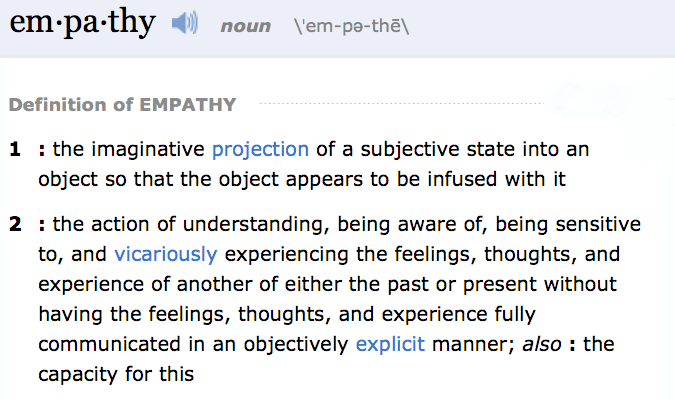 em·pa·thy noun \ˈem-pə-thē\
Definition of EMPATHY
1 : the imaginative projection of a subjective state into an
object so that the object appears to be infused with it
2 : the action of understanding, being aware of, being sensitive
to, and vicariously experiencing the feelings, thoughts, and
experience of another of either the past or present without
having the feelings, thoughts, and experience fully
communicated in an objectively explicit manner; also : the
capacity for this